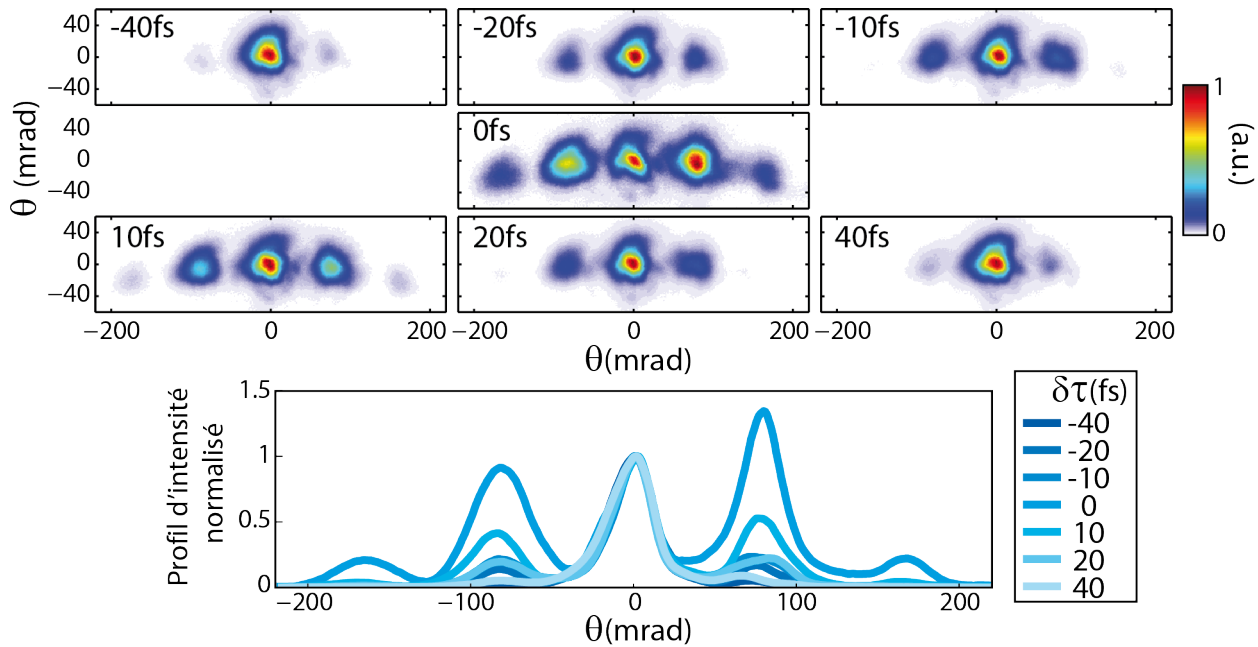 -40fs
-20fs
-10fs
40
0
−40
1
0
(a.u.)
0fs
40
0
−40
θ (mrad)
10fs
20fs
40fs
40
0
−40
−200 0 200
−200 0 200
−200 0 200
θ(mrad)
Profil d'intensité
normalisé
1.5
1
0.5
0
−200 −100 0 100 200
θ(mrad)
δτ(fs)
-40
-20
-10
0
10
20
40